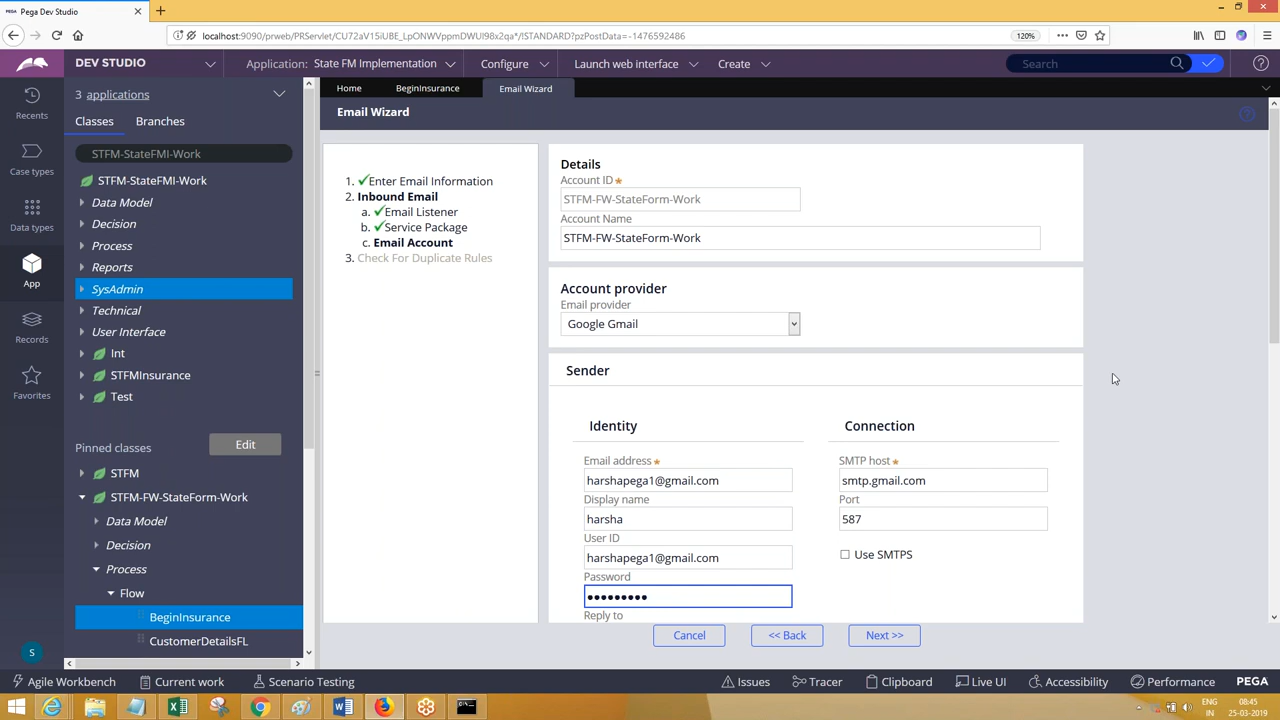 Pega Dev Studio
localhost:9090/prweb/PRServlet/CU72aV15iUBE_LpONWVppmDWUI98x2qa*/!STANDARD?pzPostData=-1476592486
120%
DEV STUDIO
Application: State FM Implementation
Configure
Launch web interface
Create
Search
Recents
Case types
Data types
App
Records
Favorites
S
3 applications
Classes
Branches
STFM-StateFMI-Work
STFM-StateFMI-Work
Data Model
Decision
Process
Reports
SysAdmin
Technical
User Interface
Int
STFMInsurance
Test
Pinned classes
Edit
STFM
STFM-FW-StateForm-Work
Data Model
Decision
Process
Flow
BeginInsurance
CustomerDetailsFL
Home
BeginInsurance
Email Wizard
Email Wizard
1. Enter Email Information
2. Inbound Email
a. Email Listener
b. Service Package
c. Email Account
3. Check For Duplicate Rules
Details
Account ID
STFM-FW-StateForm-Work
Account Name
STFM-FW-StateForm-Work
Account provider
Email provider
Google Gmail
Sender
Identity
Email address
harshapega1@gmail.com
Display name
harsha
User ID
harshapega1@gmail.com
Password
•••••••••
Reply to
Connection
SMTP host
smtp.gmail.com
Port
587
Use SMTPS
Cancel
<< Back
Next >>
Agile Workbench
Current work
Scenario Testing
Issues
Tracer
Clipboard
Live UI
Accessibility
Performance
PEGA
ENG
IN
08:45
25-03-2019